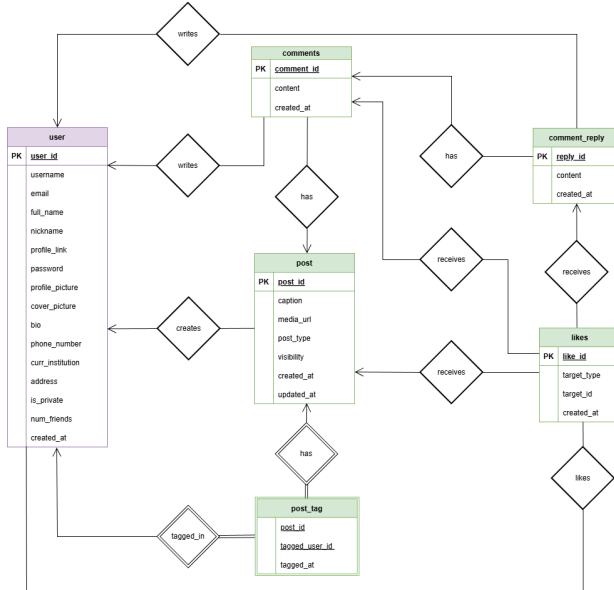 writes
comments
PK comment_id
content
created_at
user
PK user_id
username
email
full_name
nickname
profile_link
password
profile_picture
cover_picture
bio
phone_number
curr_institution
address
is_private
num_friends
created_at
writes
has
comment_reply
PK reply_id
content
created_at
has
post
PK post_id
caption
media_url
post_type
visibility
created_at
updated_at
receives
receives
creates
receives
likes
PK like_id
target_type
target_id
created_at
has
likes
post_tag
post_id
tagged_user_id
tagged_at
tagged_in